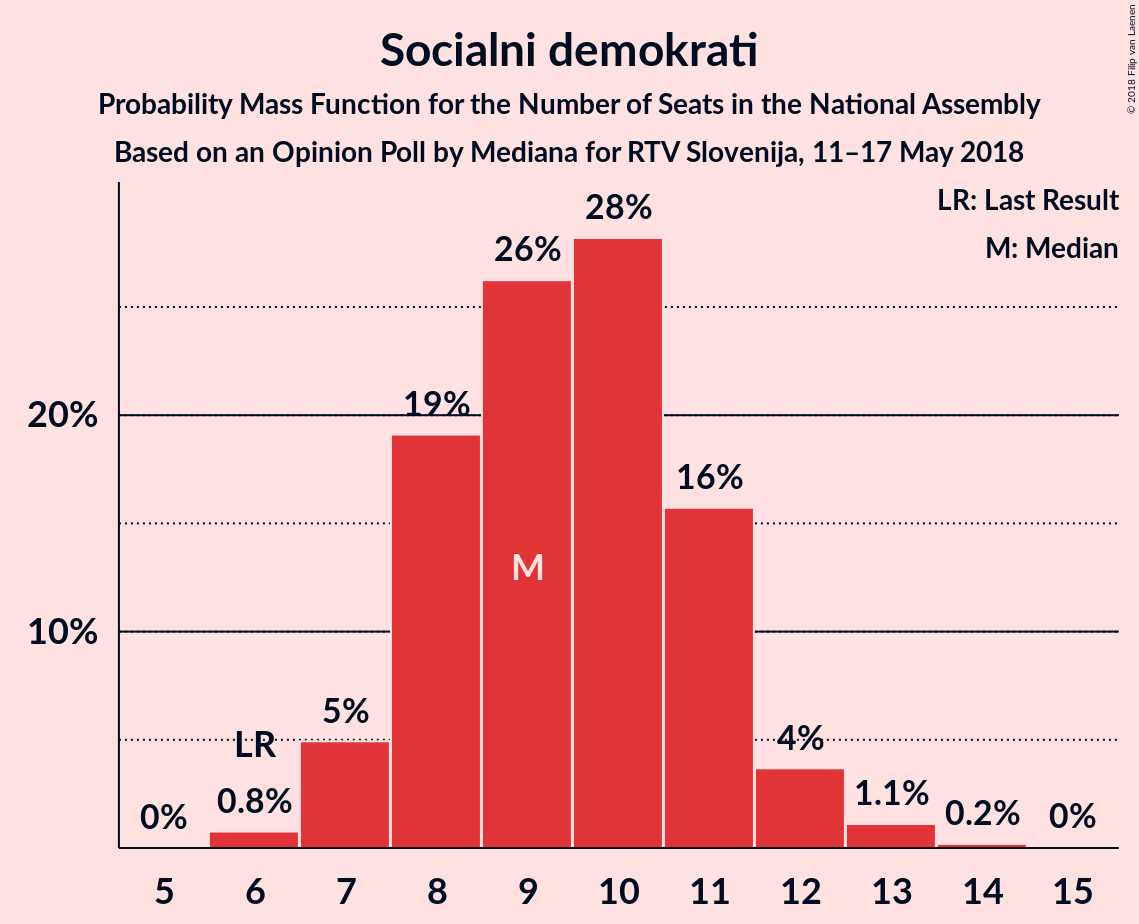 Socialni demokrati
Probability Mass Function for the Number of Seats in the National Assembly
Based on an Opinion Poll by Mediana for RTV Slovenija, 11–17 May 2018
© 2018 Filip van Laenen
LR: Last Result
M: Median
28%
26%
19%
20%
16%
M
10%
5%
LR
4%
0.8%
1.1%
0%
0.2%
0%
5 6 7 8 9 10 11 12 13 14 15